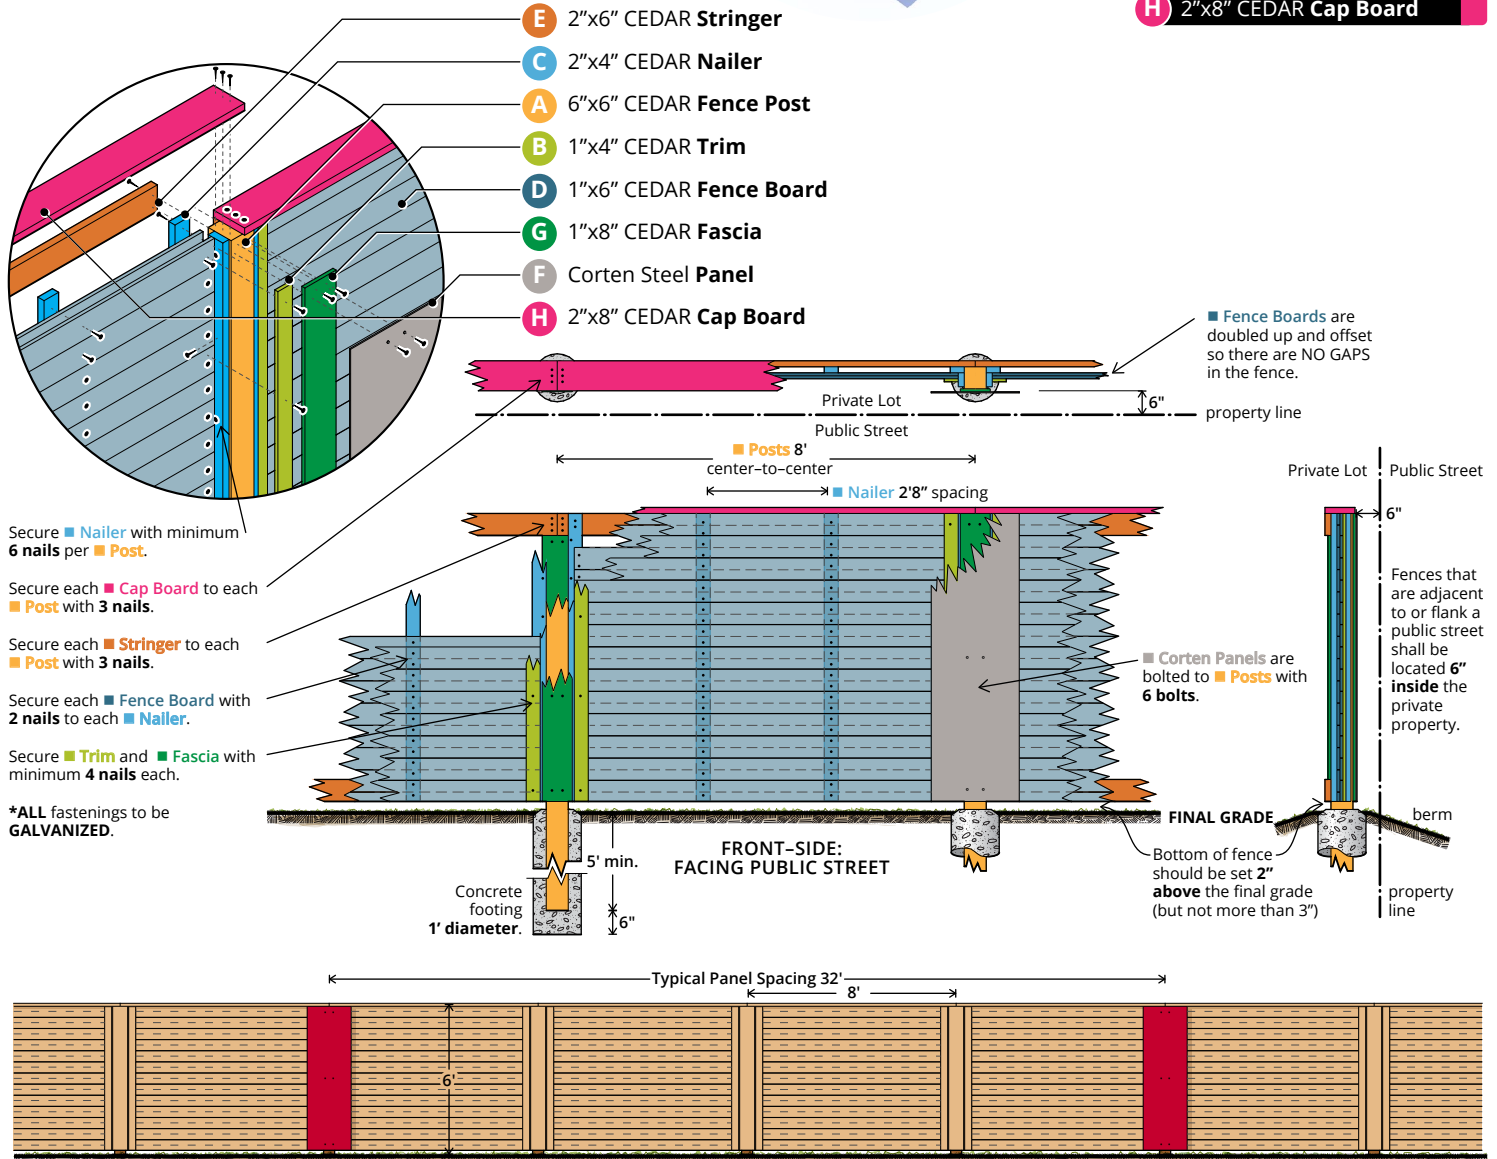 H 2”x8” CEDAR Cap Board
E 2”x6” CEDAR Stringer
C 2”x4” CEDAR Nailer
A 6”x6” CEDAR Fence Post
B 1”x4” CEDAR Trim
D 1”x6” CEDAR Fence Board
G 1”x8” CEDAR Fascia
F Corten Steel Panel
H 2”x8” CEDAR Cap Board
Fence Boards are
doubled up and offset
so there are NO GAPS
in the fence.
Private Lot
6"
property line
Public Street
Posts 8'
center–to–center
Nailer 2'8” spacing
Private Lot
Public Street
6"
Secure Nailer with minimum
6 nails per Post.
Secure each Cap Board to each
Post with 3 nails.
Secure each Stringer to each
Post with 3 nails.
Secure each Fence Board with
2 nails to each Nailer.
Secure Trim and Fascia with
minimum 4 nails each.
*ALL fastenings to be
GALVANIZED.
Fences that
are adjacent
to or flank a
public street
shall be
located 6”
inside the
private
property.
Corten Panels are
bolted to Posts with
6 bolts.
FINAL GRADE
berm
FRONT–SIDE:
FACING PUBLIC STREET
5' min.
Concrete
footing
1’ diameter.
6"
Bottom of fence
should be set 2”
above the final grade
(but not more than 3”)
property
line
Typical Panel Spacing 32'
8'
6'